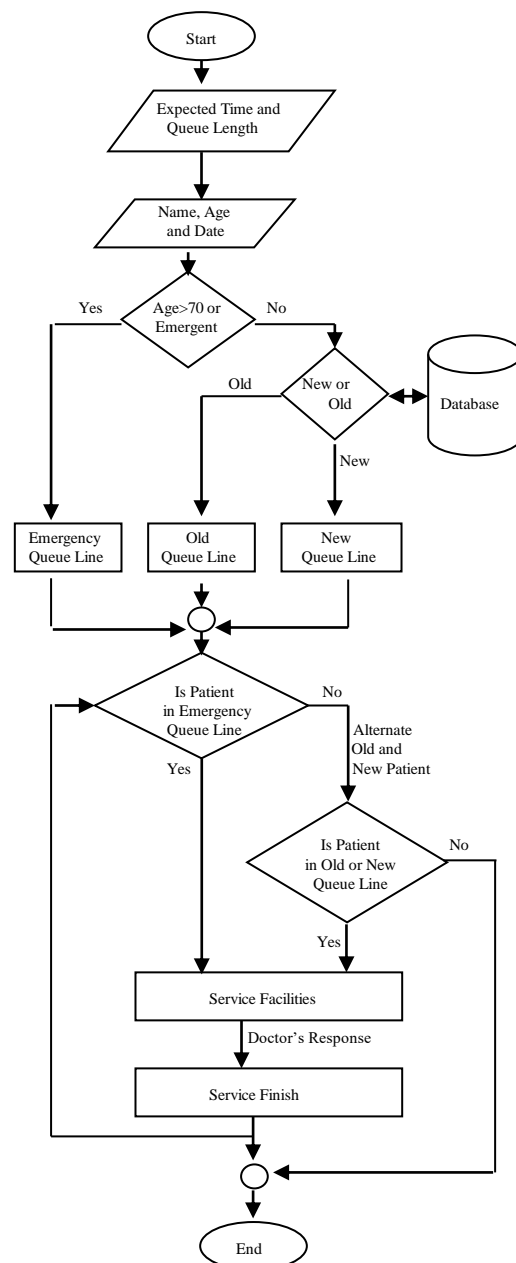 Start
Expected Time and
Queue Length
Name, Age
and Date
Yes
Age>70 or
Emergent
No
Old
New or
Old
Database
New
Emergency
Queue Line
Old
Queue Line
New
Queue Line
Is Patient
in Emergency
Queue Line
No
Yes
Alternate
Old and
New Patient
Is Patient
in Old or New
Queue Line
No
Yes
Service Facilities
Doctor's Response
Service Finish
End